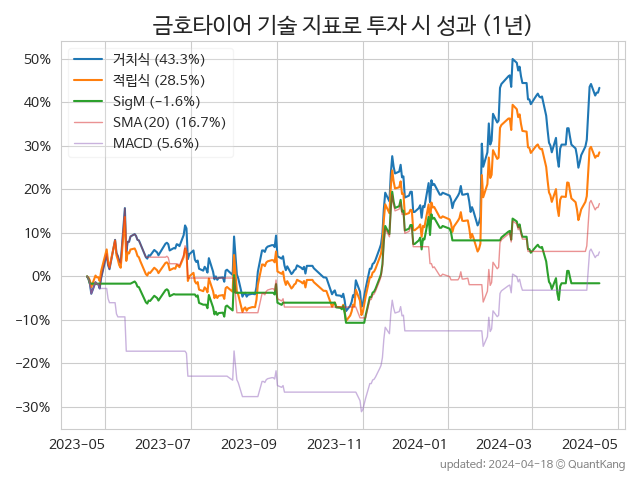 금호타이어 기술 지표로 투자 시 성과 (1년)
거치식 (43.3%)
적립식 (28.5%)
SigM (−1.6%)
SMA(20) (16.7%)
MACD (5.6%)
50%
40%
30%
20%
10%
0%
−10%
−20%
−30%
2023-05 2023-07 2023-09 2023-11 2024-01 2024-03 2024-05
updated: 2024-04-18 © QuantKang